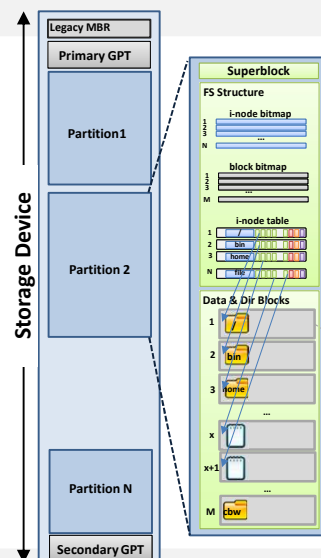 Storage Device
Legacy MBR
Primary GPT
Partition1
Partition 2
Partition N
Secondary GPT
Superblock
FS Structure
i-node bitmap
1
2
3
...
N
block bitmap
1
2
3
...
M
i-node table
1 /
2 bin
3 home
N file
Data & Dir Blocks
1 /
2 bin
3 home
...
x
x+1
...
M cbw